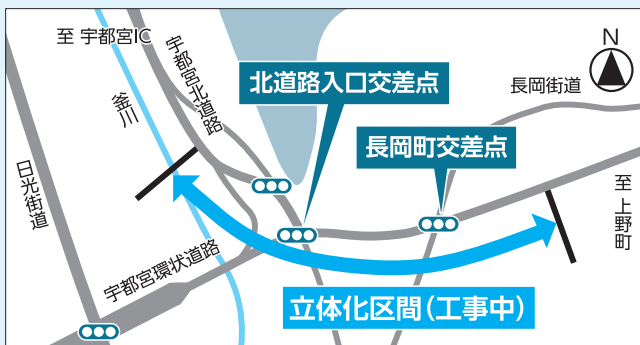 至 宇都宮IC
宇都宮北道路
釜川
日光街道
北道路入口交差点
長岡町交差点
長岡街道
N
至 上野町
宇都宮環状道路
立体化区間(工事中)